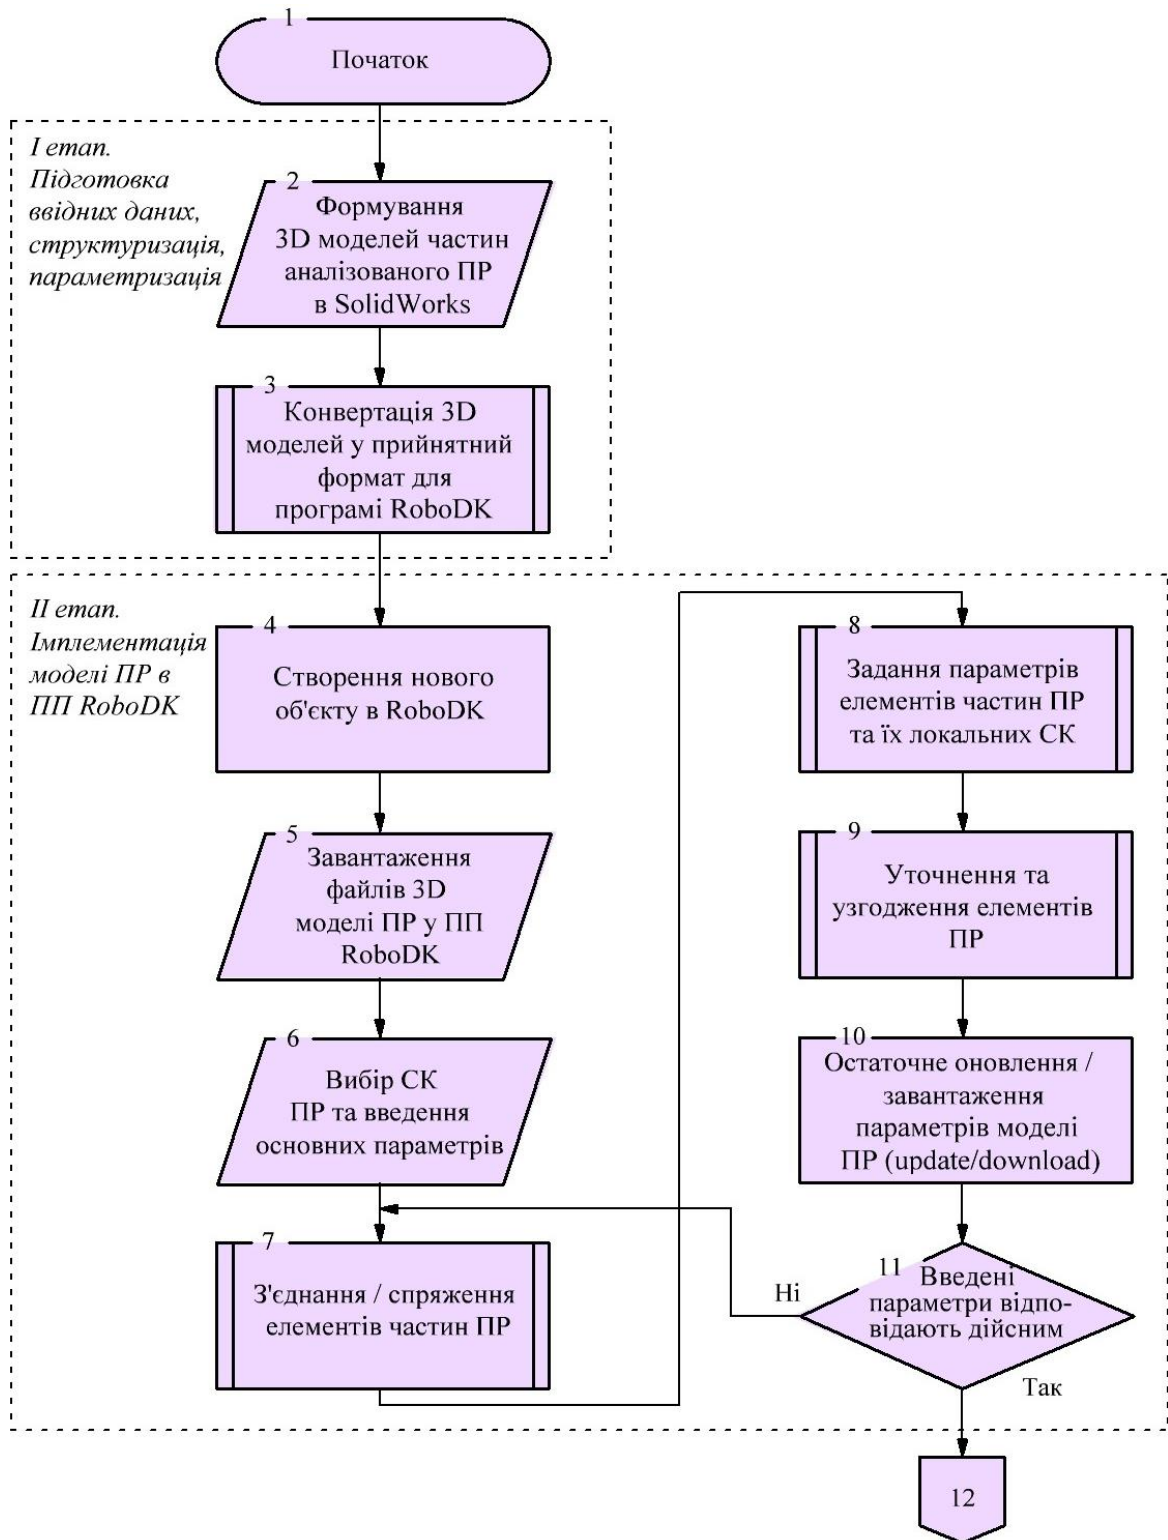 1
Початок
І етап.
Підготовка
ввідних даних,
структуризація,
параметризація
2
Формування
3D моделей частин
аналізованого ПР
в SolidWorks
3
Конвертація 3D
моделей у прийнятний
формат для
програмі RoboDK
ІІ етап.
Імплементація
моделі ПР в
ПП RoboDK
4
Створення нового
об'єкту в RoboDK
5
Завантаження
файлів 3D
моделі ПР у ПП
RoboDK
6
Вибір СК
ПР та введення
основних параметрів
7
З'єднання / спряження
елементів частин ПР
8
Задання параметрів
елементів частин ПР
та їх локальних СК
9
Уточнення та
узгодження елементів
ПР
10
Остаточне оновлення /
завантаження
параметрів моделі
ПР (update/download)
11
Введені
параметри відпо-
відають дійсним
Ні
Так
12